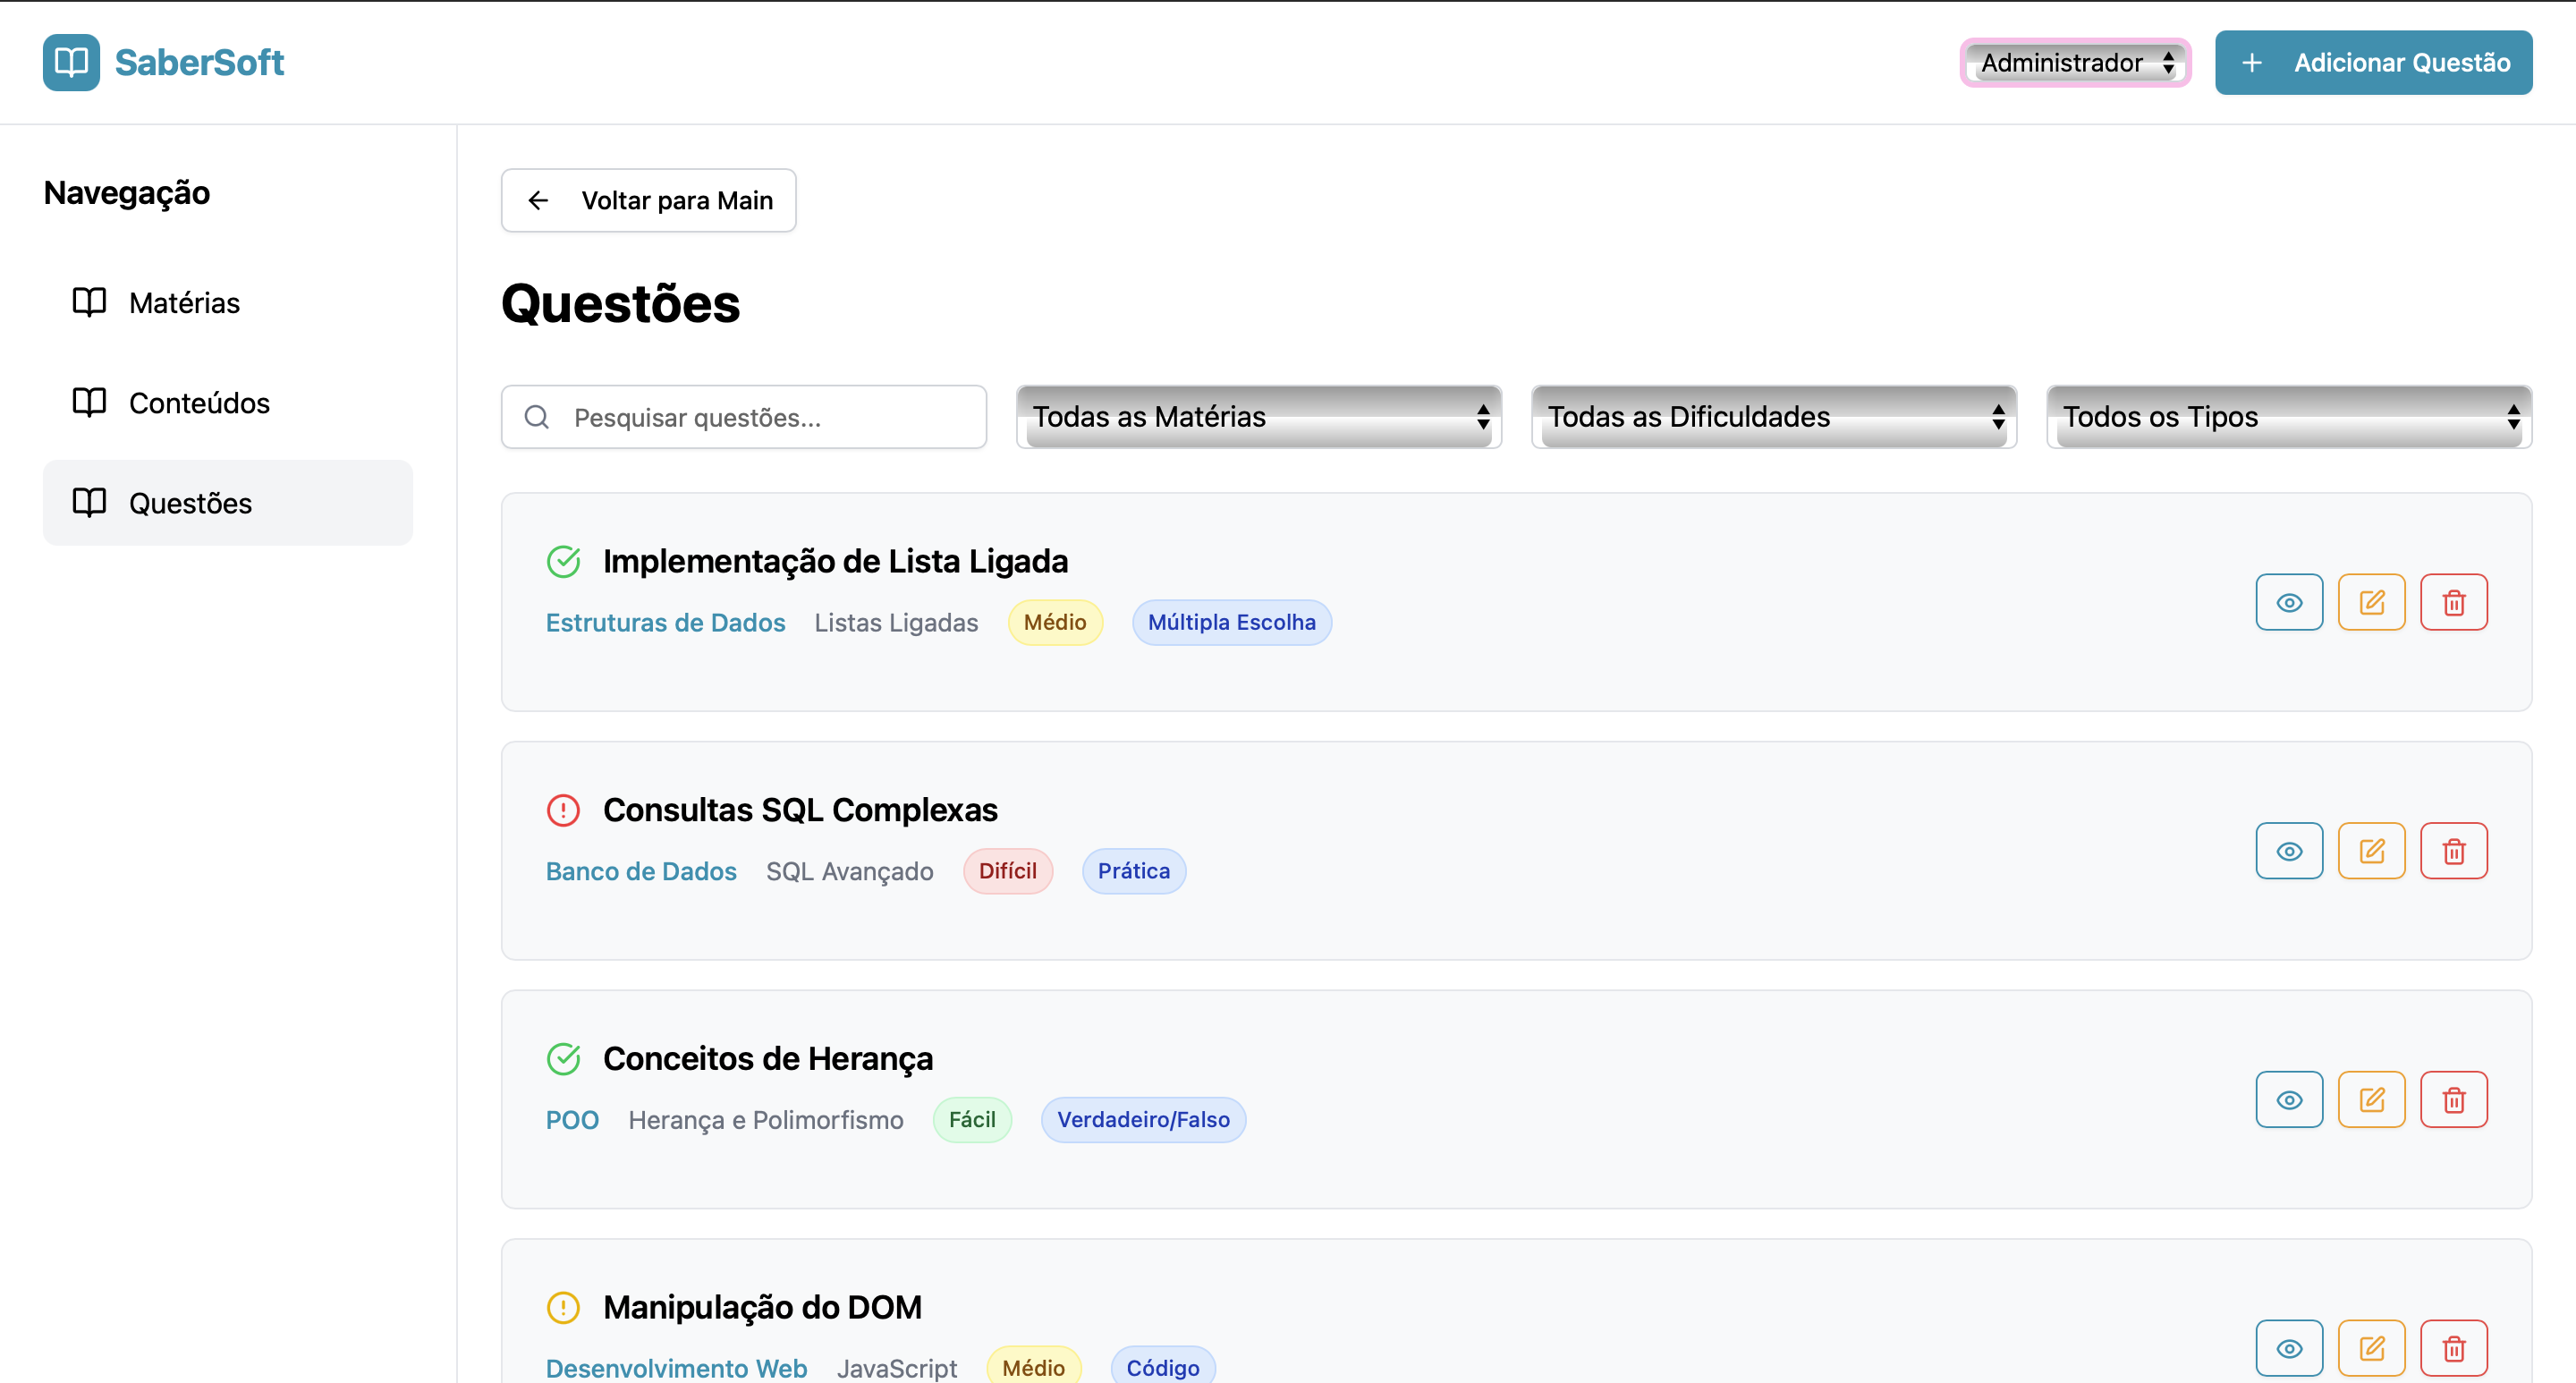 SaberSoft
Administrador
Adicionar Questão
Navegação
Matérias
Conteúdos
Questões
Voltar para Main
Questões
Pesquisar questões...
Todas as Matérias
Todas as Dificuldades
Todos os Tipos
Implementação de Lista Ligada
Estruturas de Dados Listas Ligadas Médio Múltipla Escolha
Consultas SQL Complexas
Banco de Dados SQL Avançado Difícil Prática
Conceitos de Herança
POO Herança e Polimorfismo Fácil Verdadeiro/Falso
Manipulação do DOM
Desenvolvimento Web JavaScript Médio Código